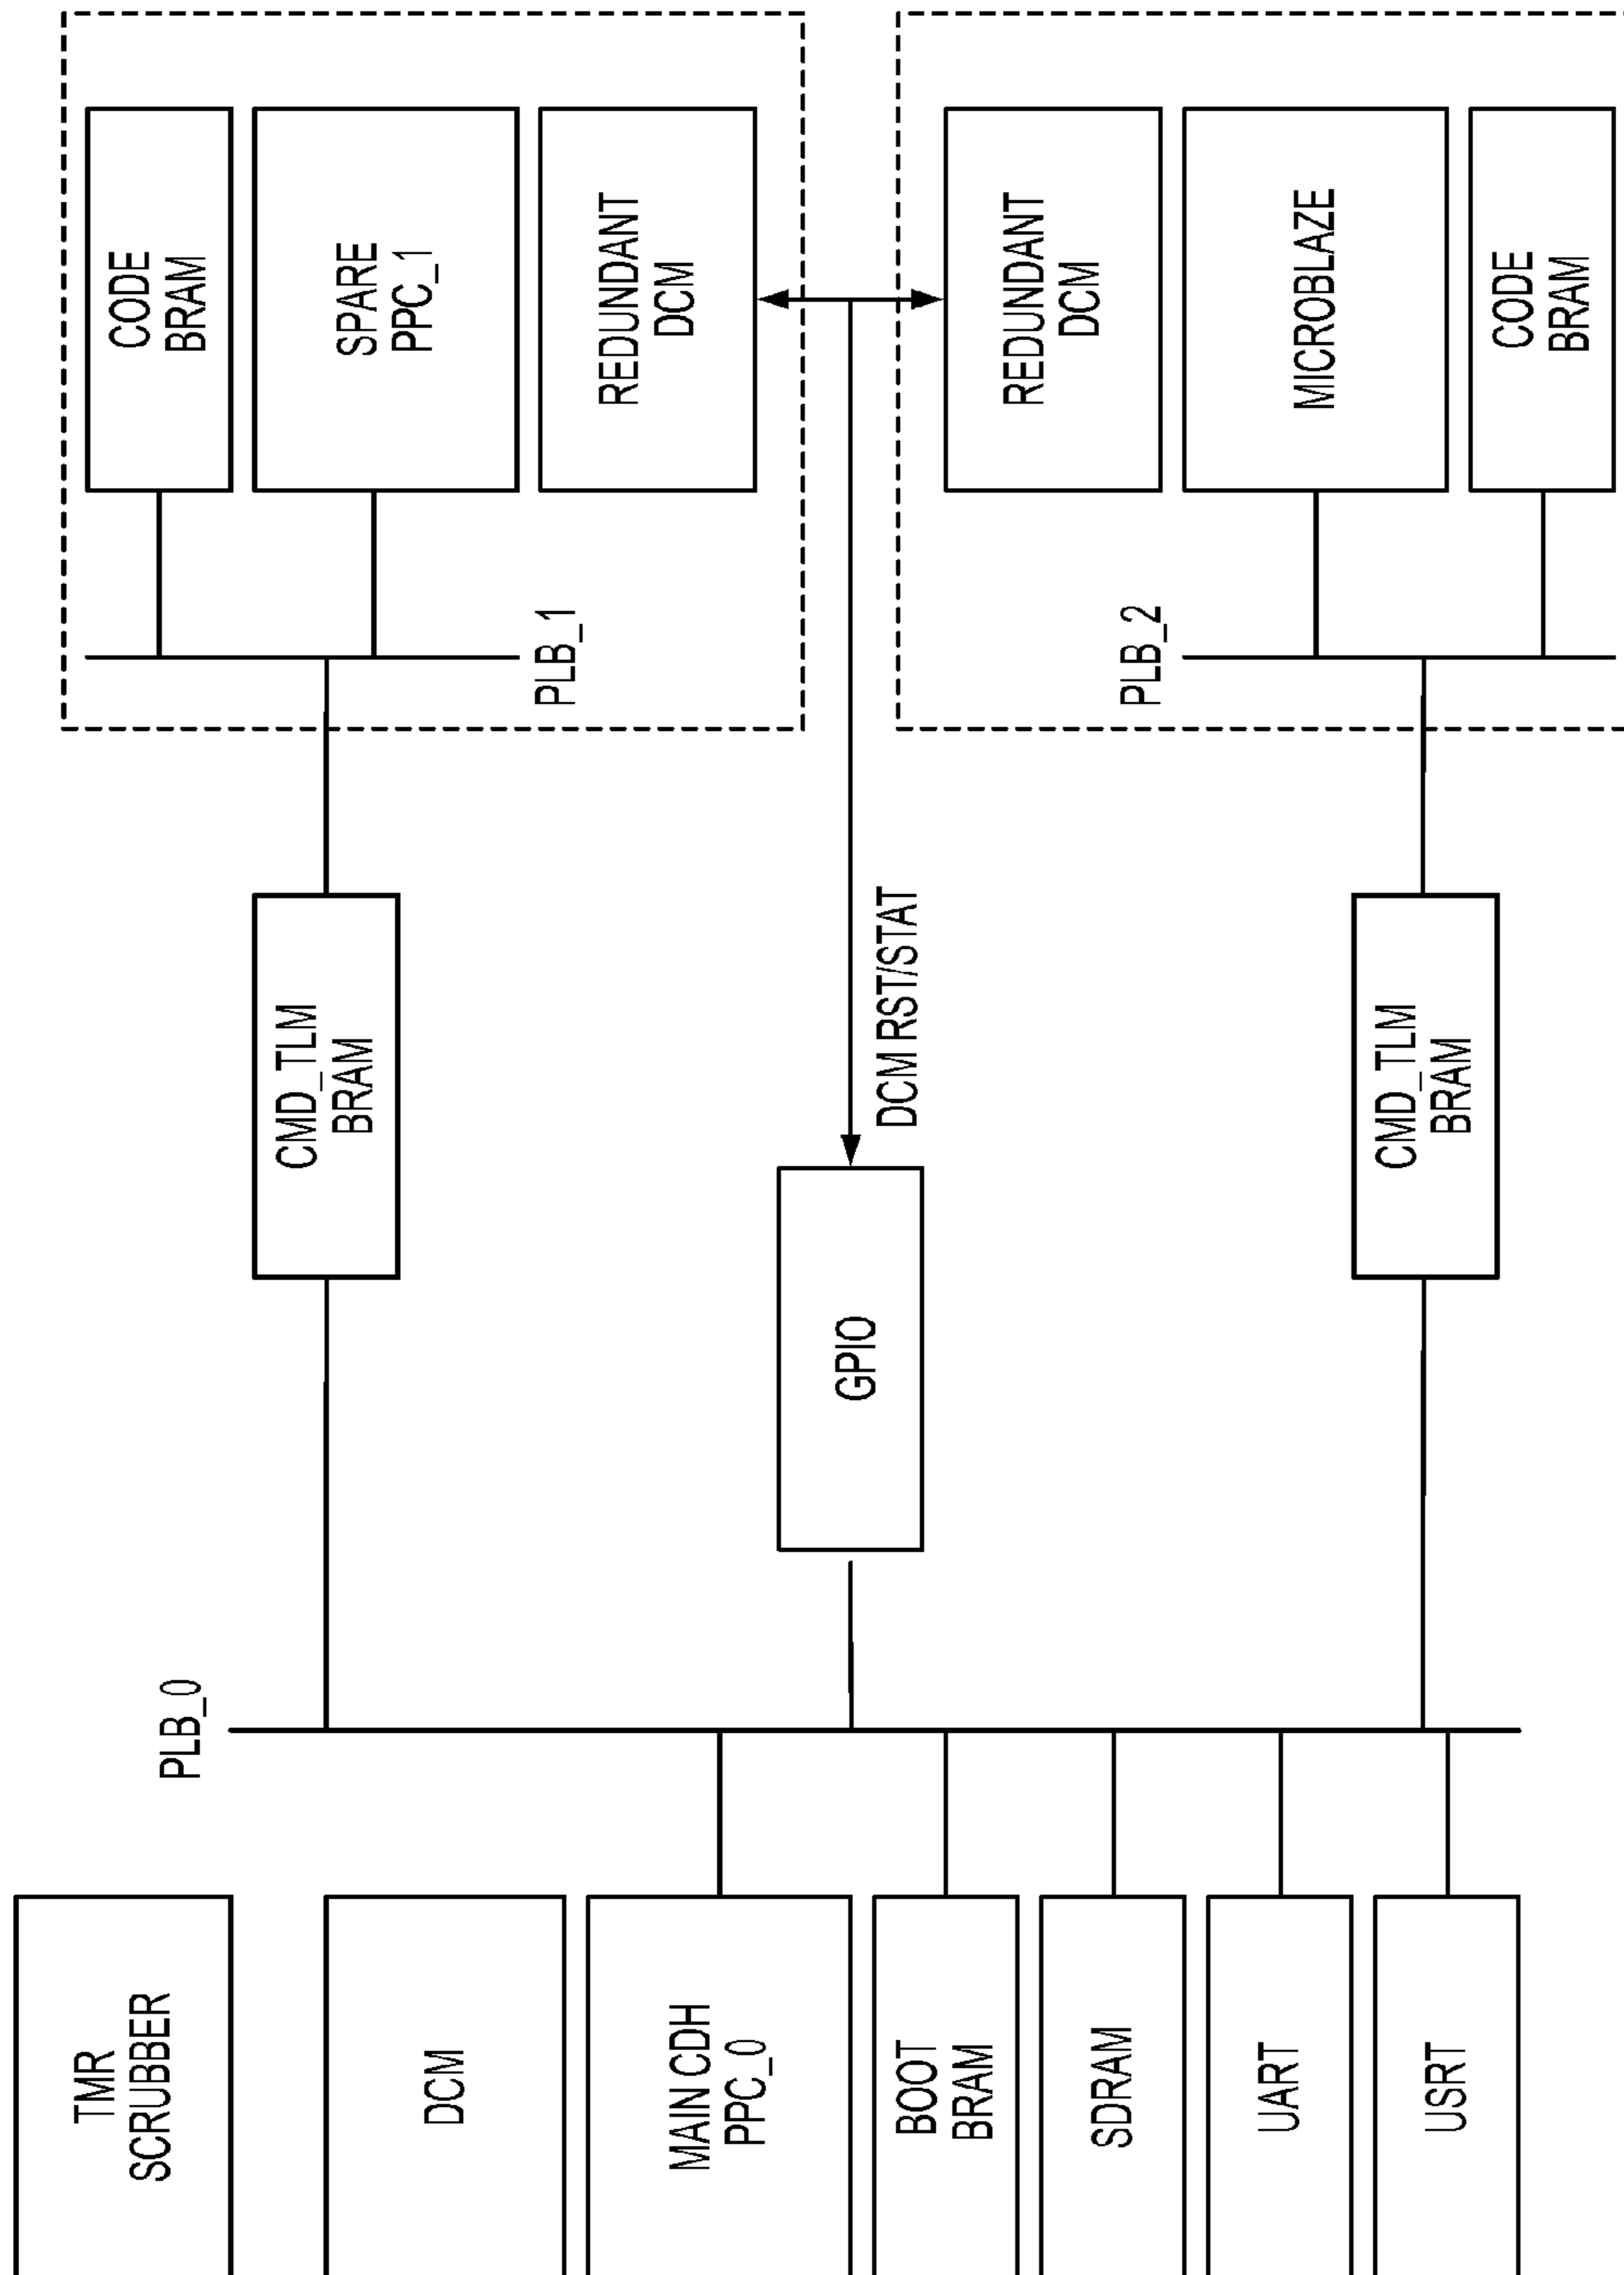 TMR
SCRUBBER
DCM
MAIN CDH
PPC_0
BOOT
BRAM
SDRAM
UART
USRT
PLB_0
CMD_TLM
BRAM
GPIO
DCM RST/STAT
CMD_TLM
BRAM
PLB_1
CODE
BRAM
SPARE
PPC_1
REDUNDANT
DCM
PLB_2
REDUNDANT
DCM
MICROBLAZE
CODE
BRAM